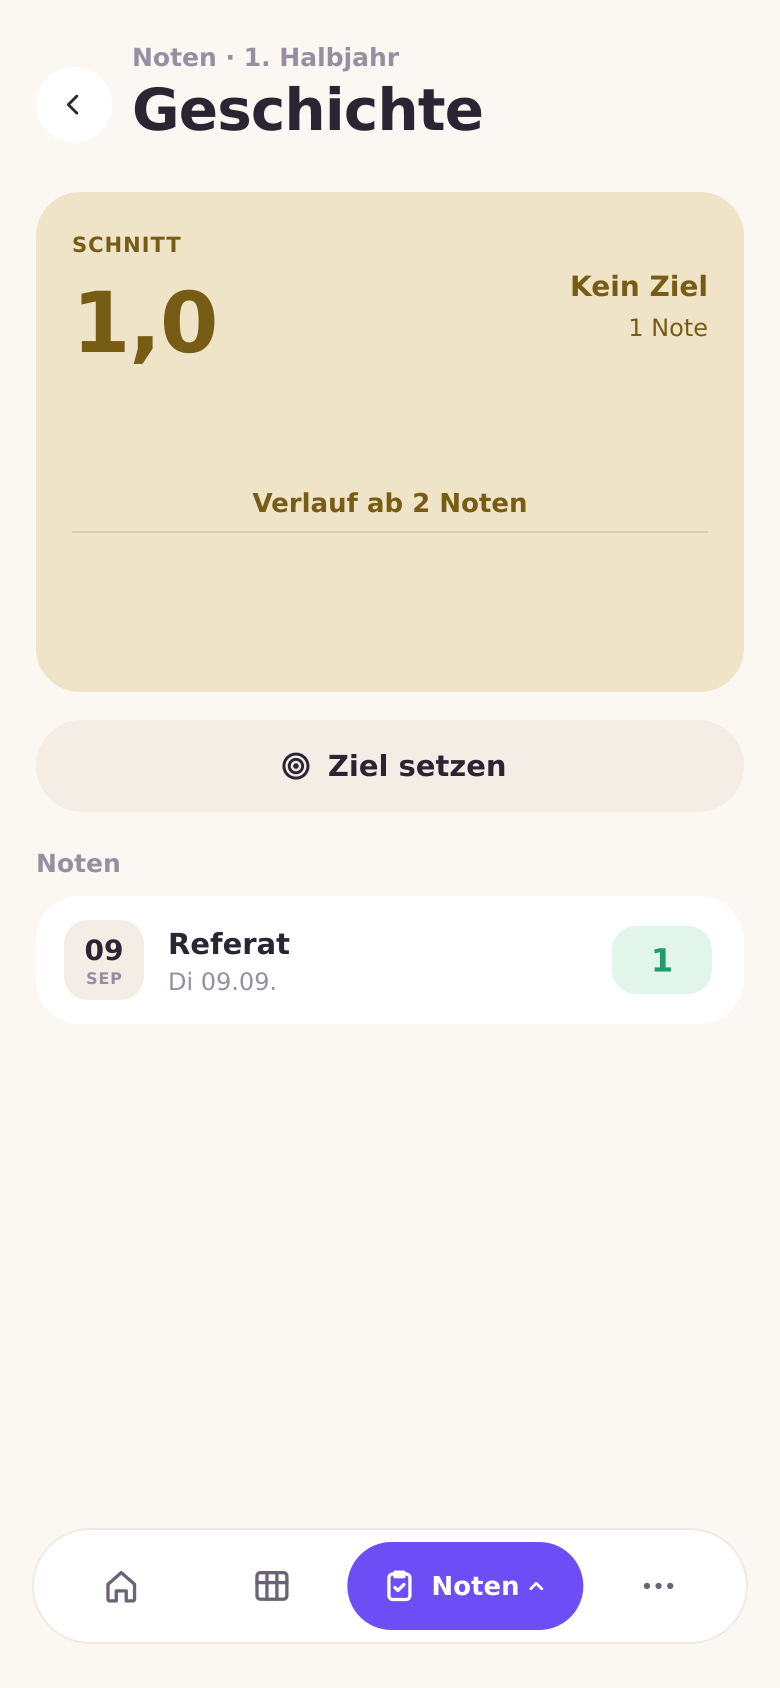 Noten · 1. Halbjahr
Geschichte
SCHNITT
1,0
Kein Ziel
1 Note
Verlauf ab 2 Noten
Ziel setzen
Noten
09
SEP
Referat
Di 09.09.
1
Noten